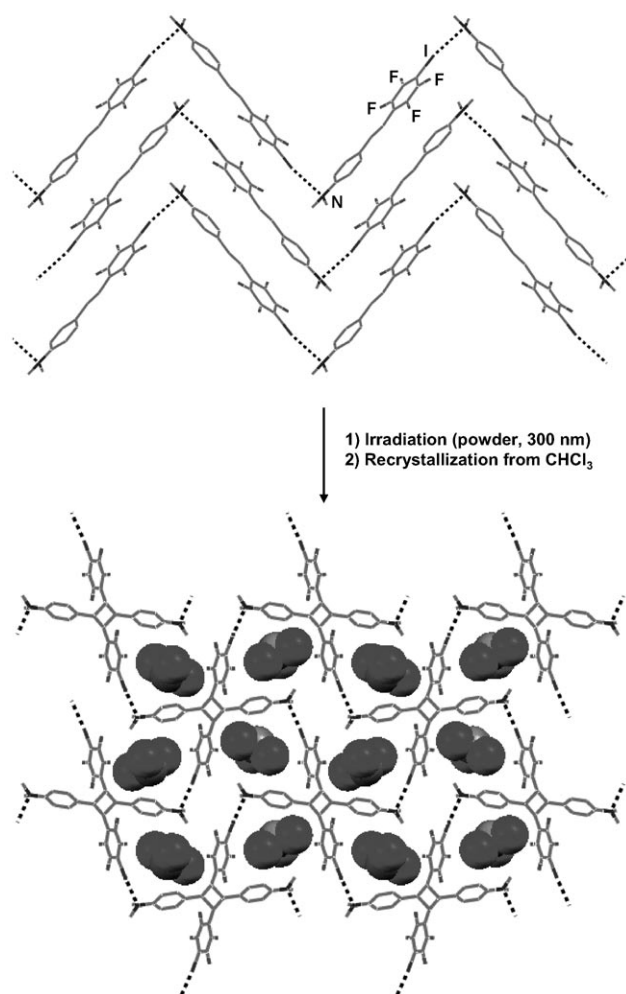 I
F
F
F
F
N
1) Irradiation (powder, 300 nm)
2) Recrystallization from CHCl₃